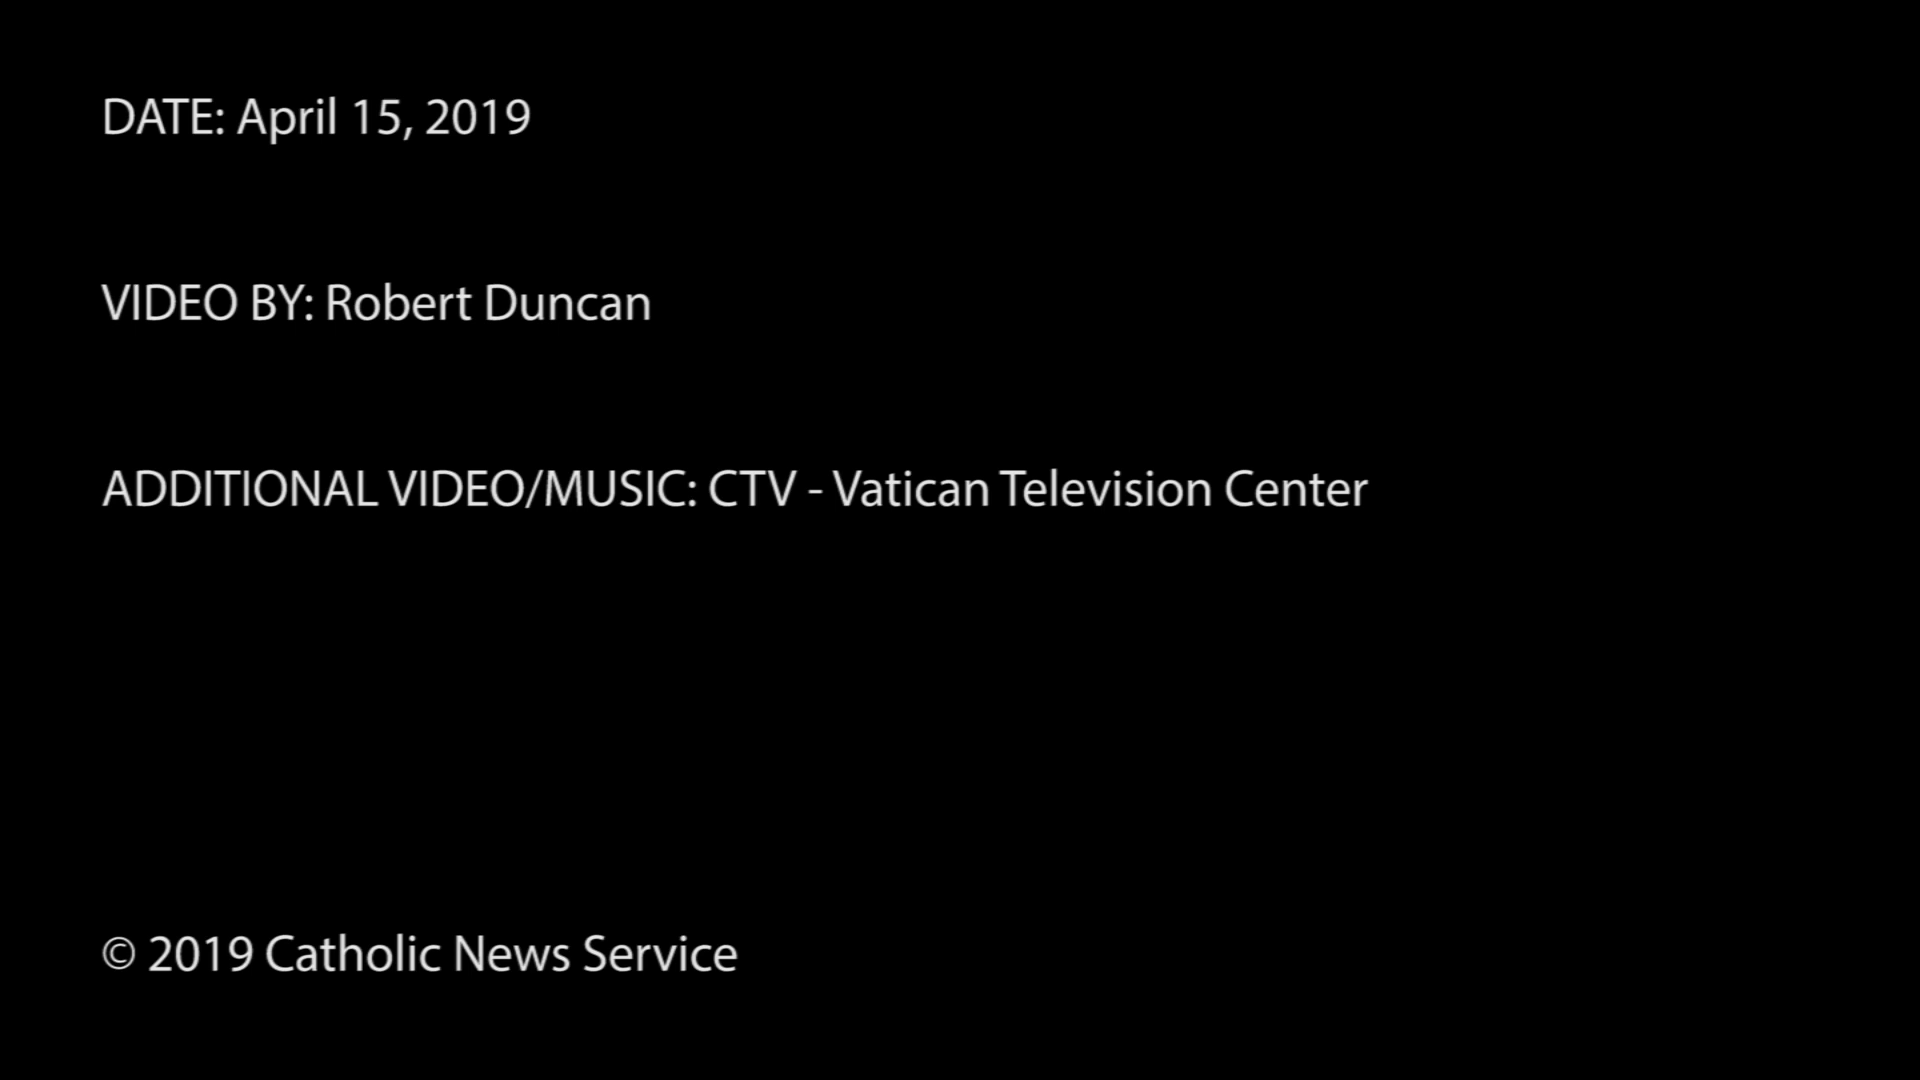 DATE: April 15, 2019
VIDEO BY: Robert Duncan
ADDITIONAL VIDEO/MUSIC: CTV - Vatican Television Center
© 2019 Catholic News Service